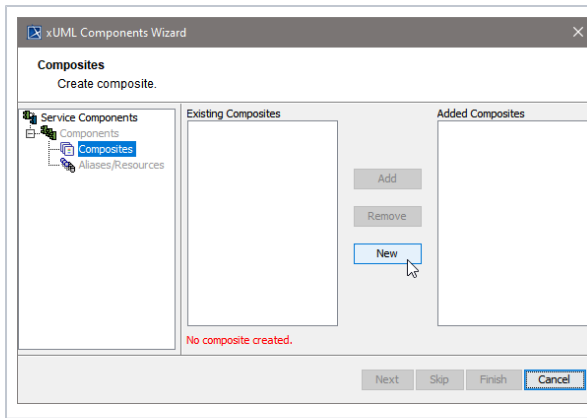 xUML Components Wizard
Composites
Create composite.
Service Components
Components
Composites
Aliases/Resources
Existing Composites
Added Composites
Add
Remove
New
No composite created.
Next
Skip
Finish
Cancel